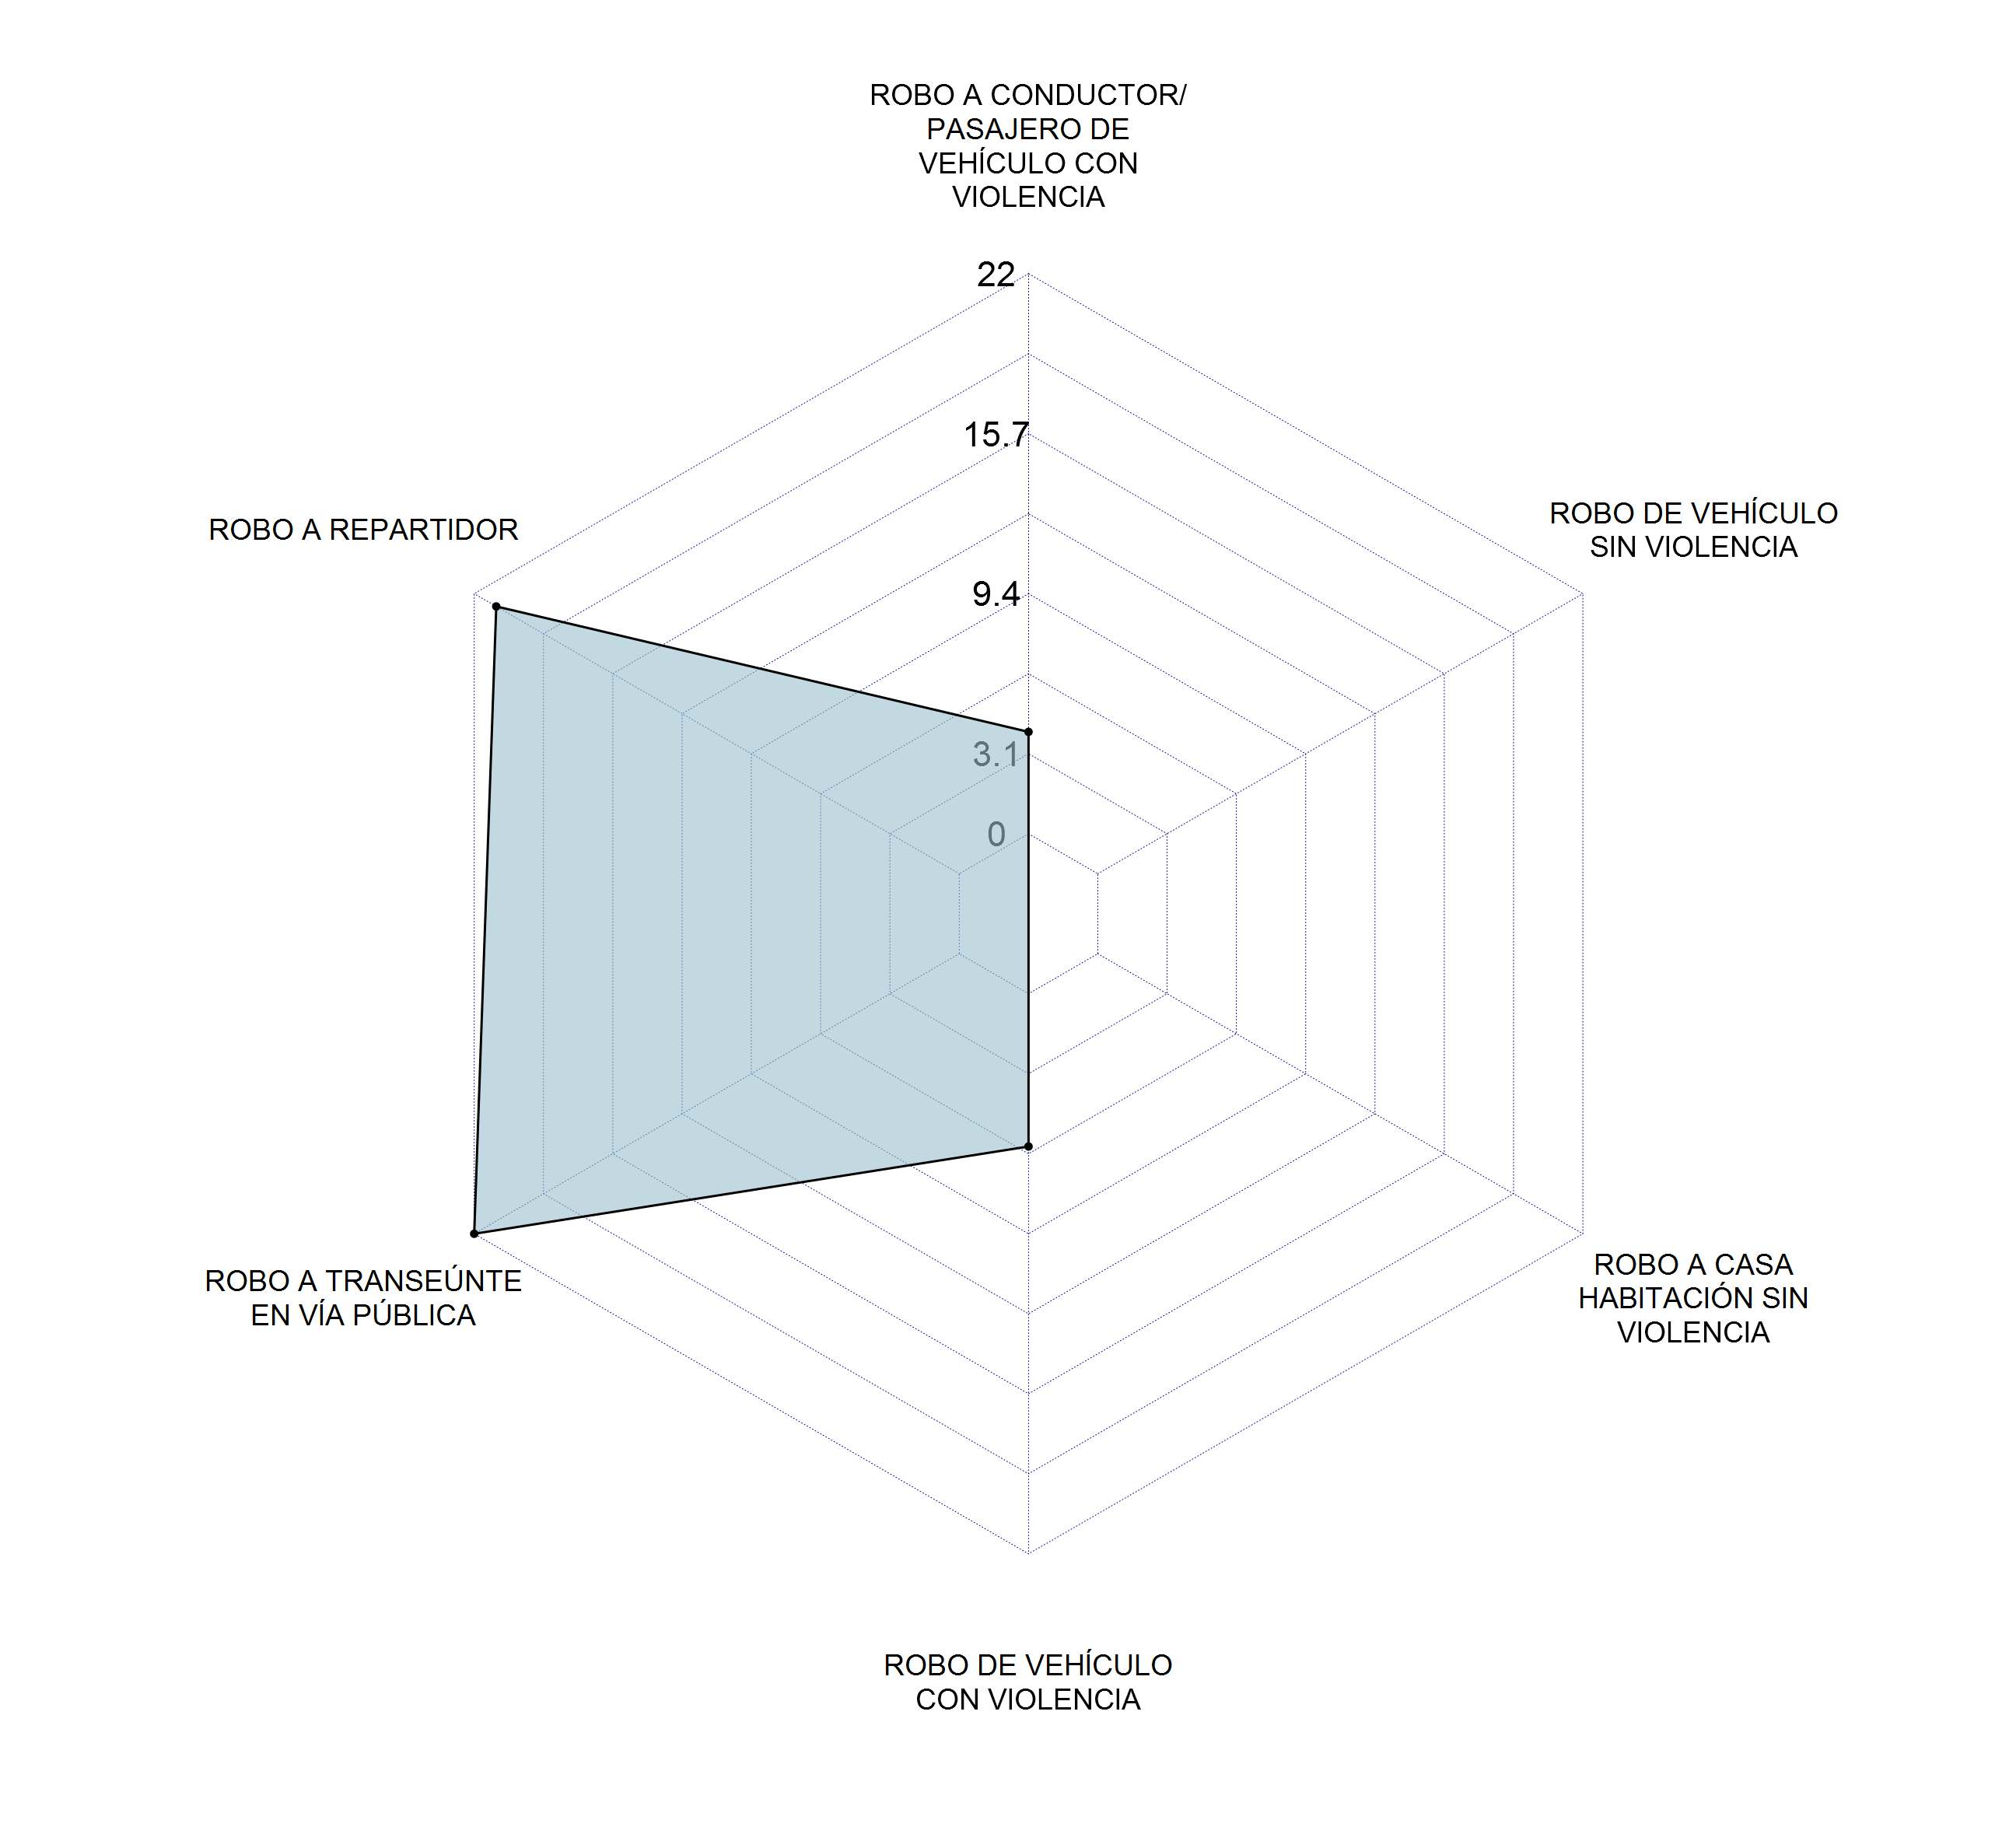 ROBO A CONDUCTOR/
PASAJERO DE
VEHÍCULO CON
VIOLENCIA
22
15.7
9.4
3.1
0
ROBO A REPARTIDOR
ROBO DE VEHÍCULO
SIN VIOLENCIA
ROBO A TRANSEÚNTE
EN VÍA PÚBLICA
ROBO A CASA
HABITACIÓN SIN
VIOLENCIA
ROBO DE VEHÍCULO
CON VIOLENCIA